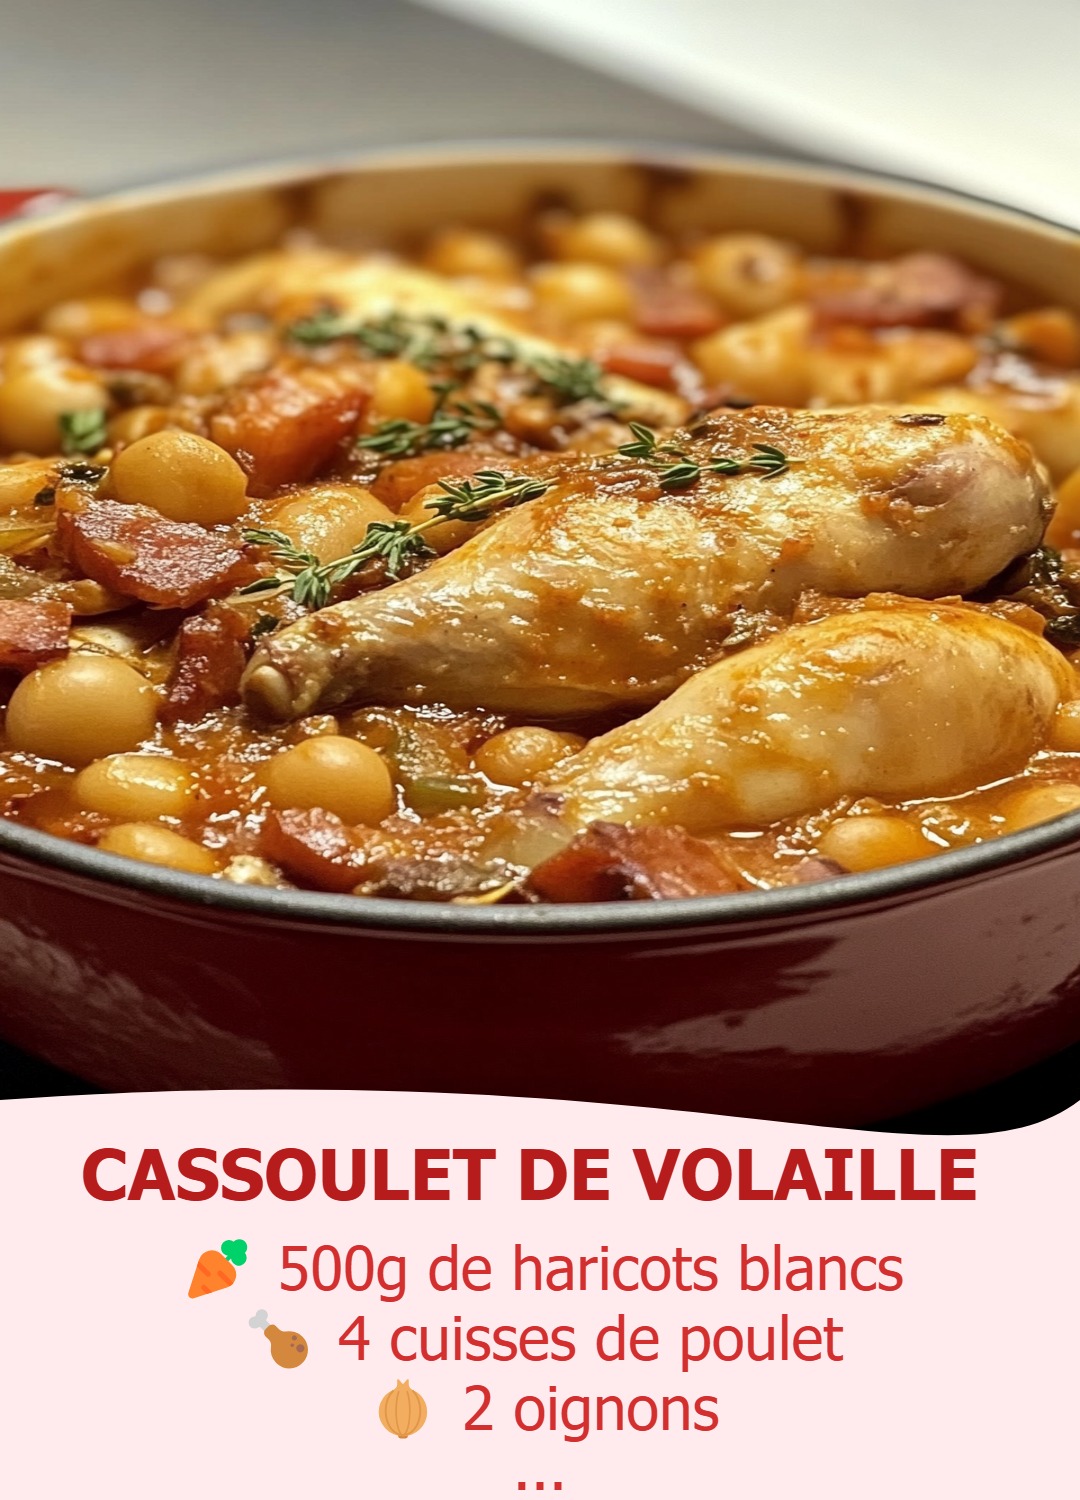 CASSOULET DE VOLAILLE
500g de haricots blancs
4 cuisses de poulet
2 oignons
...